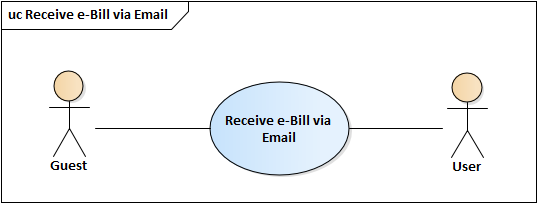 uc Receive e-Bill via Email
Receive e-Bill via
Email
Guest
User